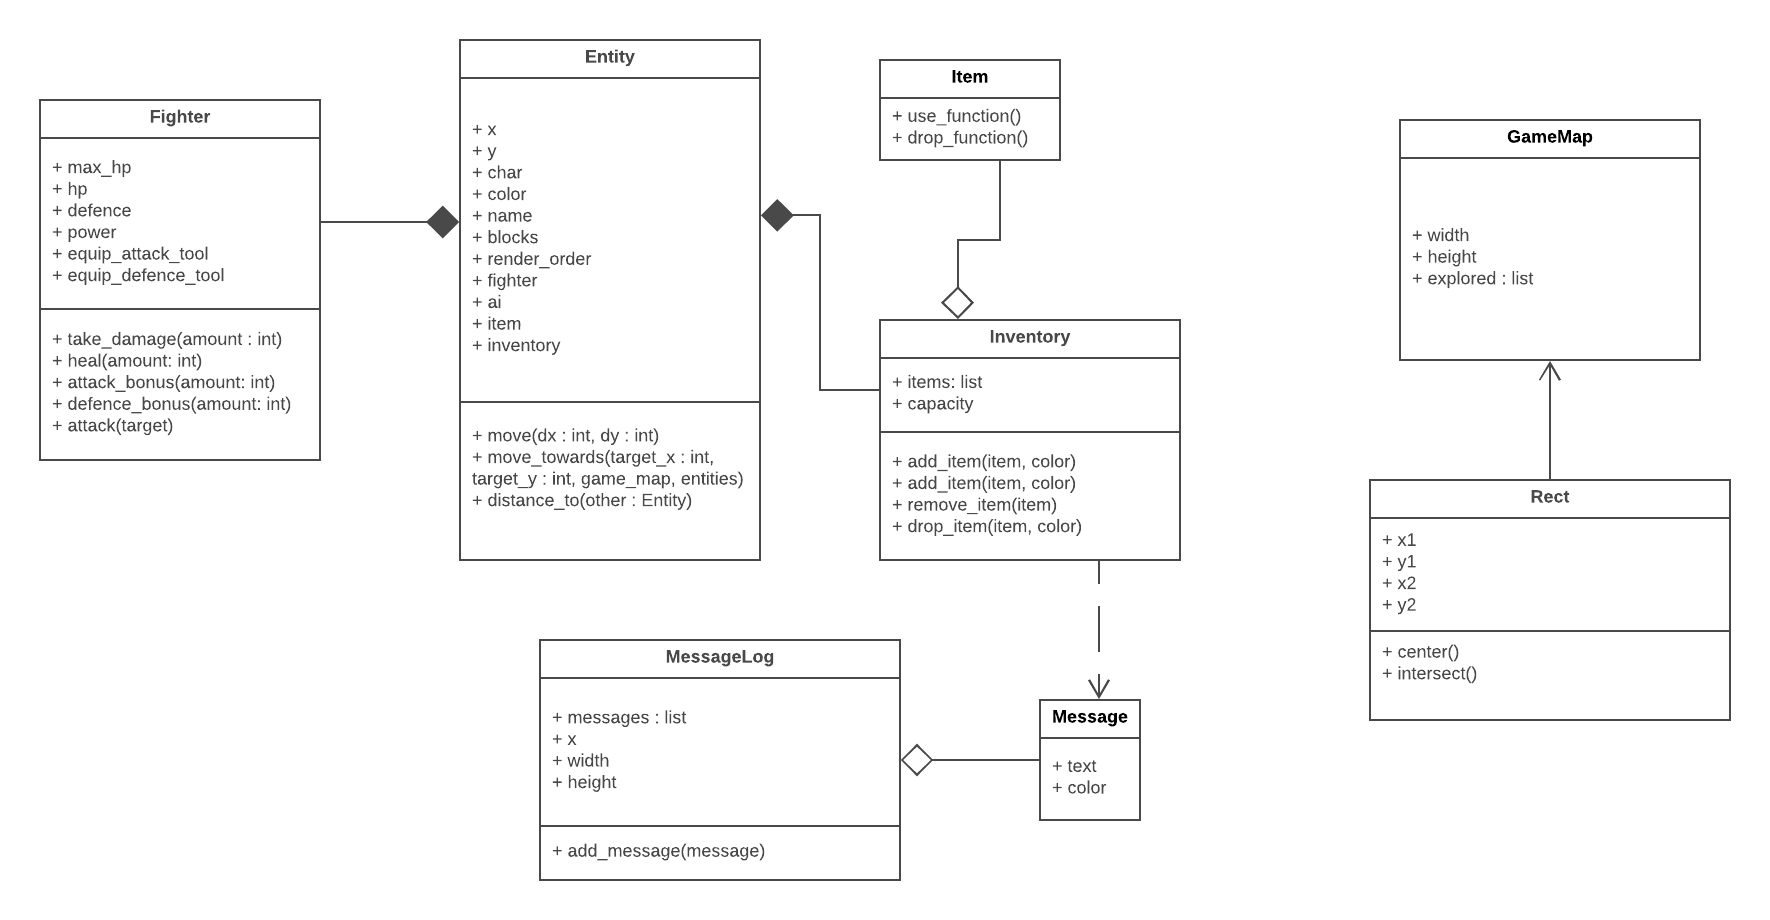 Fighter
+ max_hp
+ hp
+ defence
+ power
+ equip_attack_tool
+ equip_defence_tool
+ take_damage(amount : int)
+ heal(amount: int)
+ attack_bonus(amount: int)
+ defence_bonus(amount: int)
+ attack(target)
Entity
+ x
+ y
+ char
+ color
+ name
+ blocks
+ render_order
+ fighter
+ ai
+ item
+ inventory
+ move(dx : int, dy : int)
+ move_towards(target_x : int,
target_y : int, game_map, entities)
+ distance_to(other : Entity)
Item
+ use_function()
+ drop_function()
Inventory
+ items: list
+ capacity
+ add_item(item, color)
+ add_item(item, color)
+ remove_item(item)
+ drop_item(item, color)
MessageLog
+ messages : list
+ x
+ width
+ height
+ add_message(message)
Message
+ text
+ color
GameMap
+ width
+ height
+ explored : list
Rect
+ x1
+ y1
+ x2
+ y2
+ center()
+ intersect()